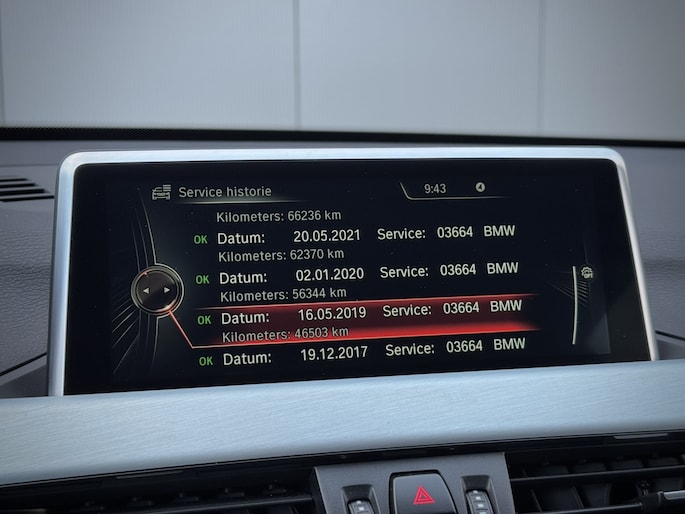 Service historie
9:43
Kilometers: 66236 km
OK Datum: 20.05.2021 Service: 03664 BMW
Kilometers: 62370 km
OK Datum: 02.01.2020 Service: 03664 BMW
Kilometers: 56344 km
OK Datum: 16.05.2019 Service: 03664 BMW
Kilometers: 46503 km
OK Datum: 19.12.2017 Service: 03664 BMW